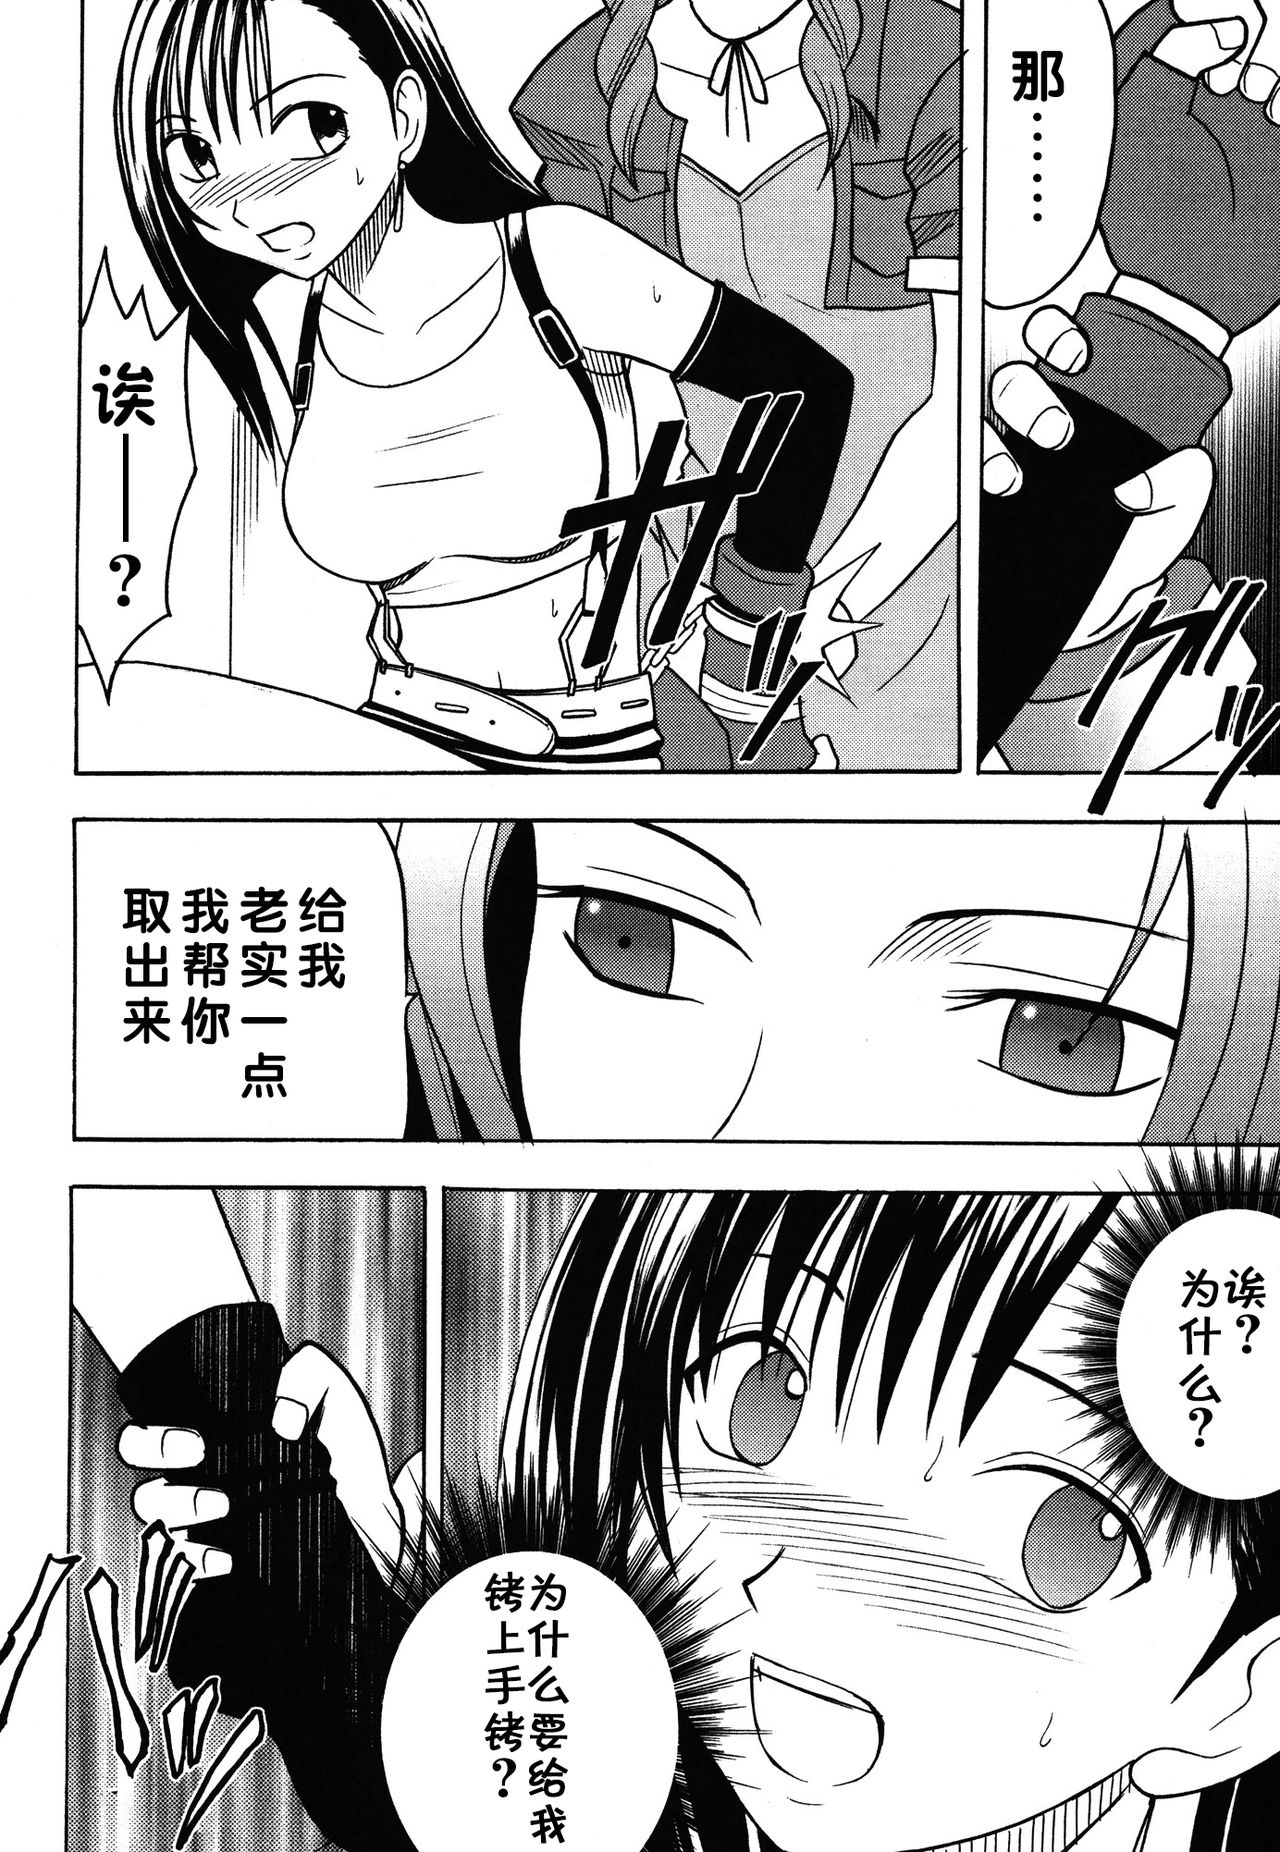 那………
诶——?
给我
老实一点
我帮你
取出来
诶?
为什么?
为什么要给我
铐上手铐?